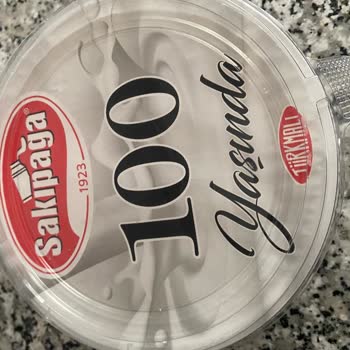 Sakıpağa®
1923
100
Yaşında
TÜRKMALI